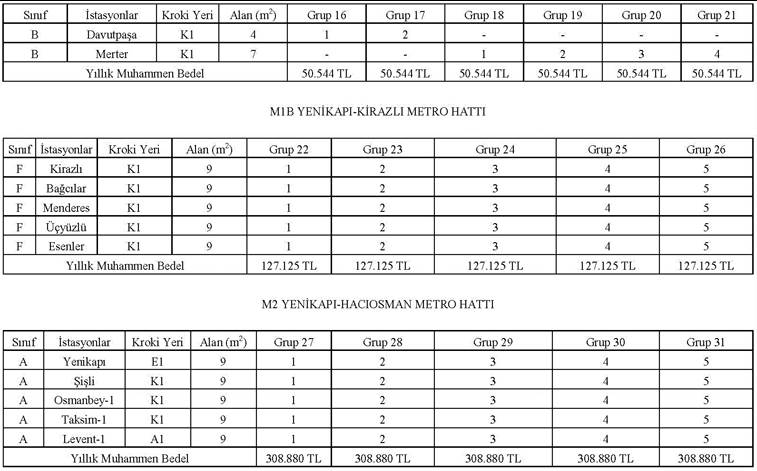 Sınıf İstasyonlar Kroki Yeri Alan (m²) Grup 16 Grup 17 Grup 18 Grup 19 Grup 20 Grup 21
B Davutpaşa K1 4 1 2 - - - -
B Merter K1 7 - - 1 2 3 4
Yıllık Muhammen Bedel 50.544 TL 50.544 TL 50.544 TL 50.544 TL 50.544 TL 50.544 TL
M1B YENİKAPI-KİRAZLI METRO HATTI
Sınıf İstasyonlar Kroki Yeri Alan (m²) Grup 22 Grup 23 Grup 24 Grup 25 Grup 26
F Kirazlı K1 9 1 2 3 4 5
F Bağcılar K1 9 1 2 3 4 5
F Menderes K1 9 1 2 3 4 5
F Üçyüzlü K1 9 1 2 3 4 5
F Esenler K1 9 1 2 3 4 5
Yıllık Muhammen Bedel 127.125 TL 127.125 TL 127.125 TL 127.125 TL 127.125 TL
M2 YENİKAPI-HACIOSMAN METRO HATTI
Sınıf İstasyonlar Kroki Yeri Alan (m²) Grup 27 Grup 28 Grup 29 Grup 30 Grup 31
A Yenikapı E1 9 1 2 3 4 5
A Şişli K1 9 1 2 3 4 5
A Osmanbey-1 K1 9 1 2 3 4 5
A Taksim-1 K1 9 1 2 3 4 5
A Levent-1 A1 9 1 2 3 4 5
Yıllık Muhammen Bedel 308.880 TL 308.880 TL 308.880 TL 308.880 TL 308.880 TL